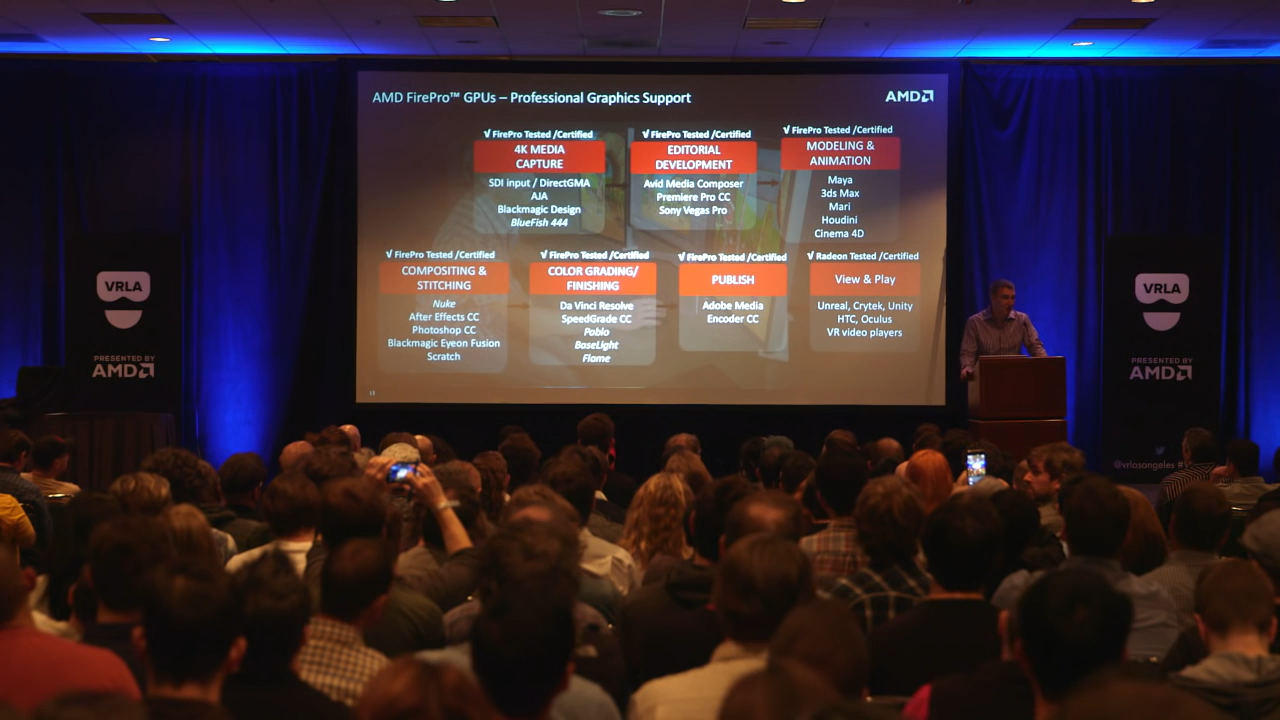 AMD FirePro™ GPUs – Professional Graphics Support
AMD
√ FirePro Tested /Certified
4K MEDIA
CAPTURE
SDI input / DirectGMA
AJA
Blackmagic Design
BlueFish 444
√ FirePro Tested /Certified
EDITORIAL
DEVELOPMENT
Avid Media Composer
Premiere Pro CC
Sony Vegas Pro
√ FirePro Tested /Certified
MODELING &
ANIMATION
Maya
3ds Max
Mari
Houdini
Cinema 4D
√ FirePro Tested /Certified
COMPOSITING &
STITCHING
Nuke
After Effects CC
Photoshop CC
Blackmagic Eyeon Fusion
Scratch
√ FirePro Tested /Certified
COLOR GRADING/
FINISHING
Da Vinci Resolve
SpeedGrade CC
Pablo
BaseLight
Flame
√ FirePro Tested /Certified
PUBLISH
Adobe Media
Encoder CC
√ Radeon Tested /Certified
View & Play
Unreal, Crytek, Unity
HTC, Oculus
VR video players
13
VRLA
PRESENTED BY
AMD
VRLA
PRESENTED BY
AMD
@vrlosangeles #